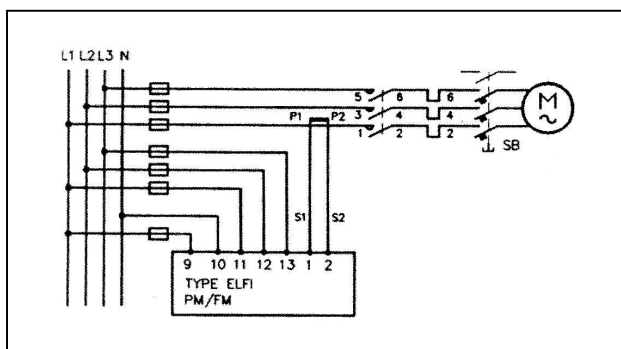 L1 L2 L3 N
5 6 6
P1 P2 3 4 4
1 2 2
M
~
SB
S1 S2
9 10 11 12 13 1 2
TYPE ELFI
PM/FM